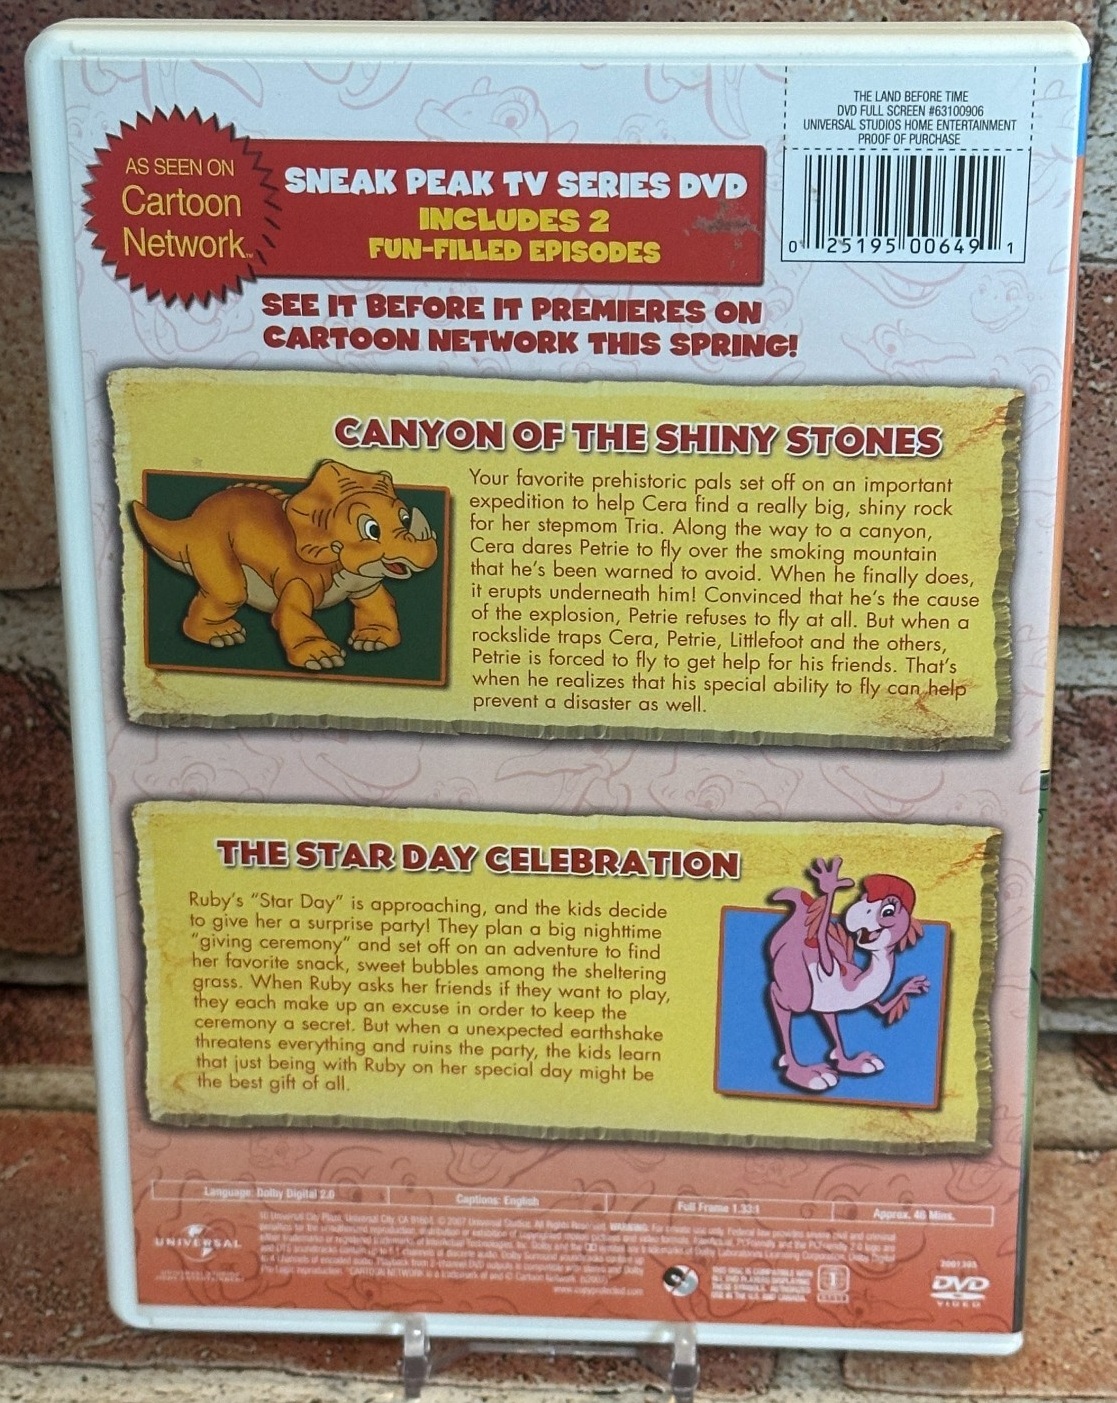 THE LAND BEFORE TIME
DVD FULL SCREEN #63100906
UNIVERSAL STUDIOS HOME ENTERTAINMENT
PROOF OF PURCHASE
0 25195 00649 1
AS SEEN ON
Cartoon
Network
SNEAK PEAK TV SERIES DVD
INCLUDES 2
FUN-FILLED EPISODES
SEE IT BEFORE IT PREMIERES ON
CARTOON NETWORK THIS SPRING!
CANYON OF THE SHINY STONES
Your favorite prehistoric pals set off on an important
expedition to help Cera find a really big, shiny rock
for her stepmom Tria. Along the way to a canyon,
Cera dares Petrie to fly over the smoking mountain
that he's been warned to avoid. When he finally does,
it erupts underneath him! Convinced that he's the cause
of the explosion, Petrie refuses to fly at all. But when a
rockslide traps Cera, Petrie, Littlefoot and the others,
Petrie is forced to fly to get help for his friends. That's
when he realizes that his special ability to fly can help
prevent a disaster as well.
THE STAR DAY CELEBRATION
Ruby's "Star Day" is approaching, and the kids decide
to give her a surprise party! They plan a big nighttime
"giving ceremony" and set off on an adventure to find
her favorite snack, sweet bubbles among the sheltering
grass. When Ruby asks her friends if they want to play,
they each make up an excuse in order to keep the
ceremony a secret. But when a unexpected earthshake
threatens everything and ruins the party, the kids learn
that just being with Ruby on her special day might be
the best gift of all.
Language: Dolby Digital 2.0
Captions: English
Full Frame 1.33:1
Approx. 46 Mins.
UNIVERSAL
www.copyprotected.com
1
DVD
VIDEO